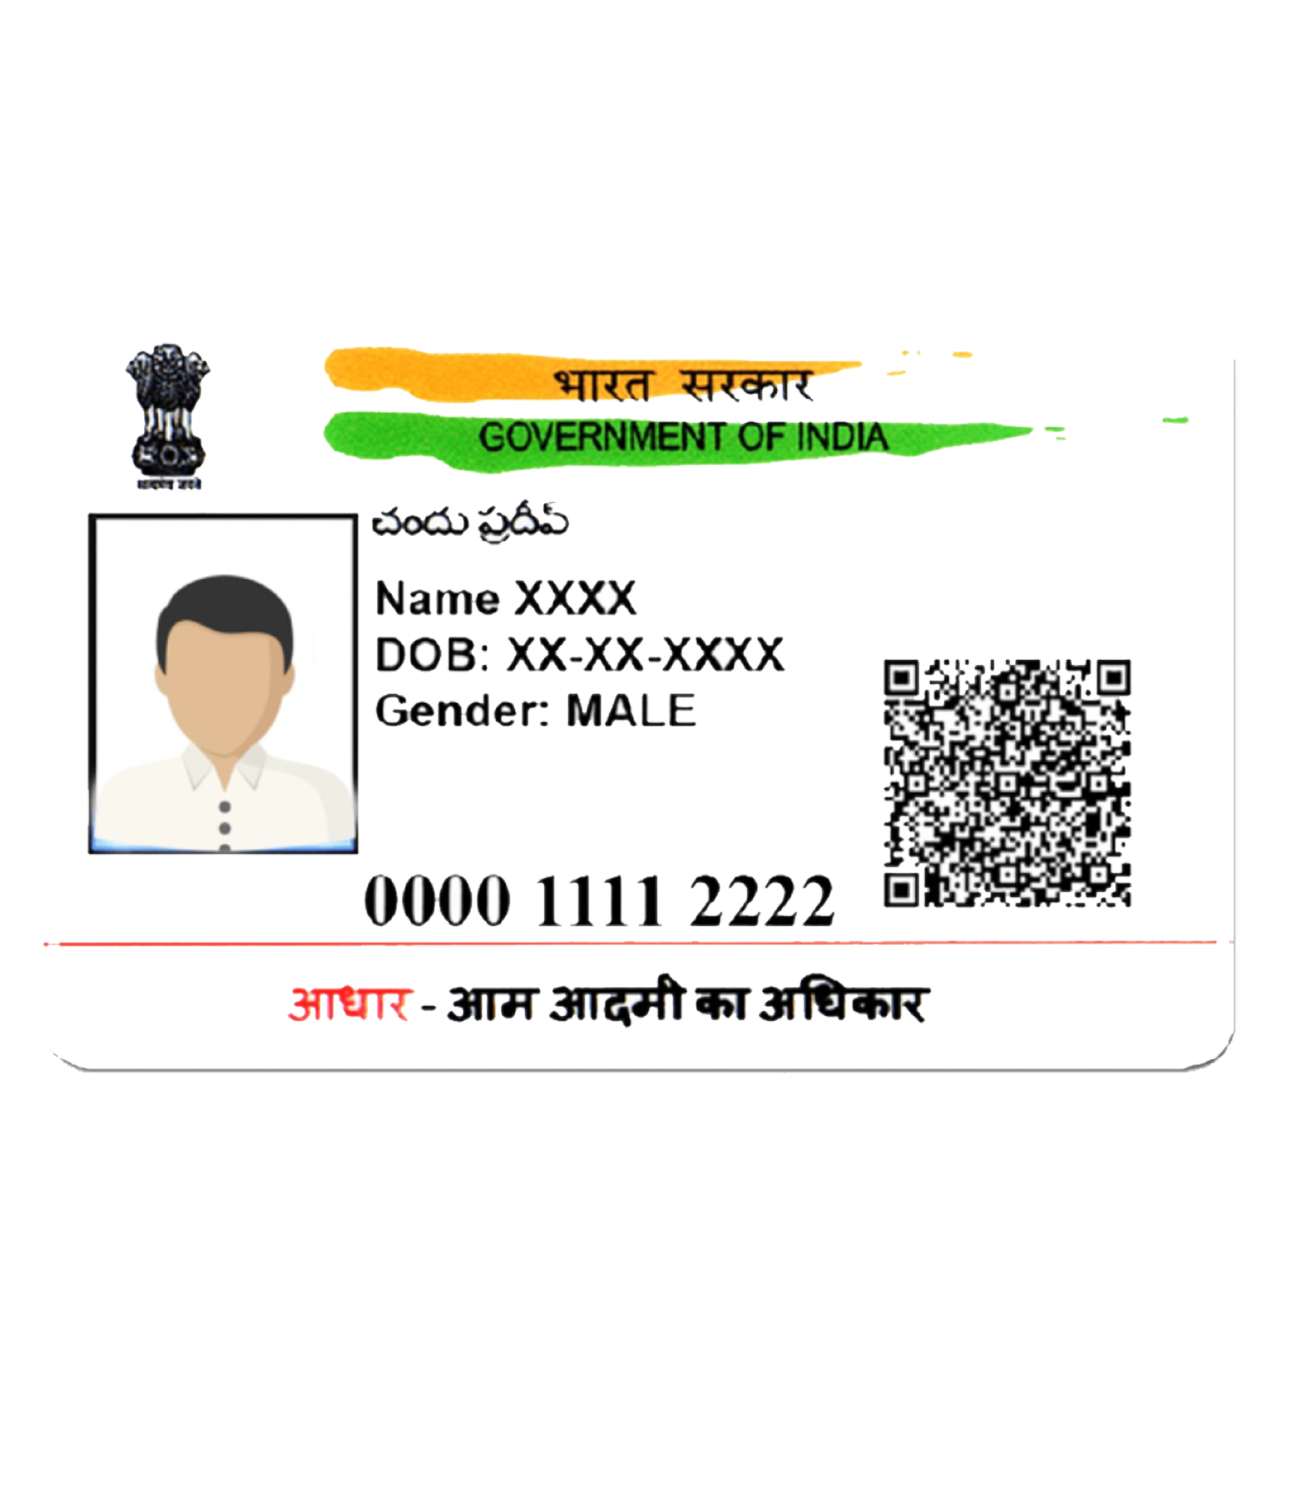 भारत सरकार
GOVERNMENT OF INDIA
सत्यमेव जयते
చందు ప్రదీప్
Name XXXX
DOB: XX-XX-XXXX
Gender: MALE
0000 1111 2222
आधार - आम आदमी का अधिकार